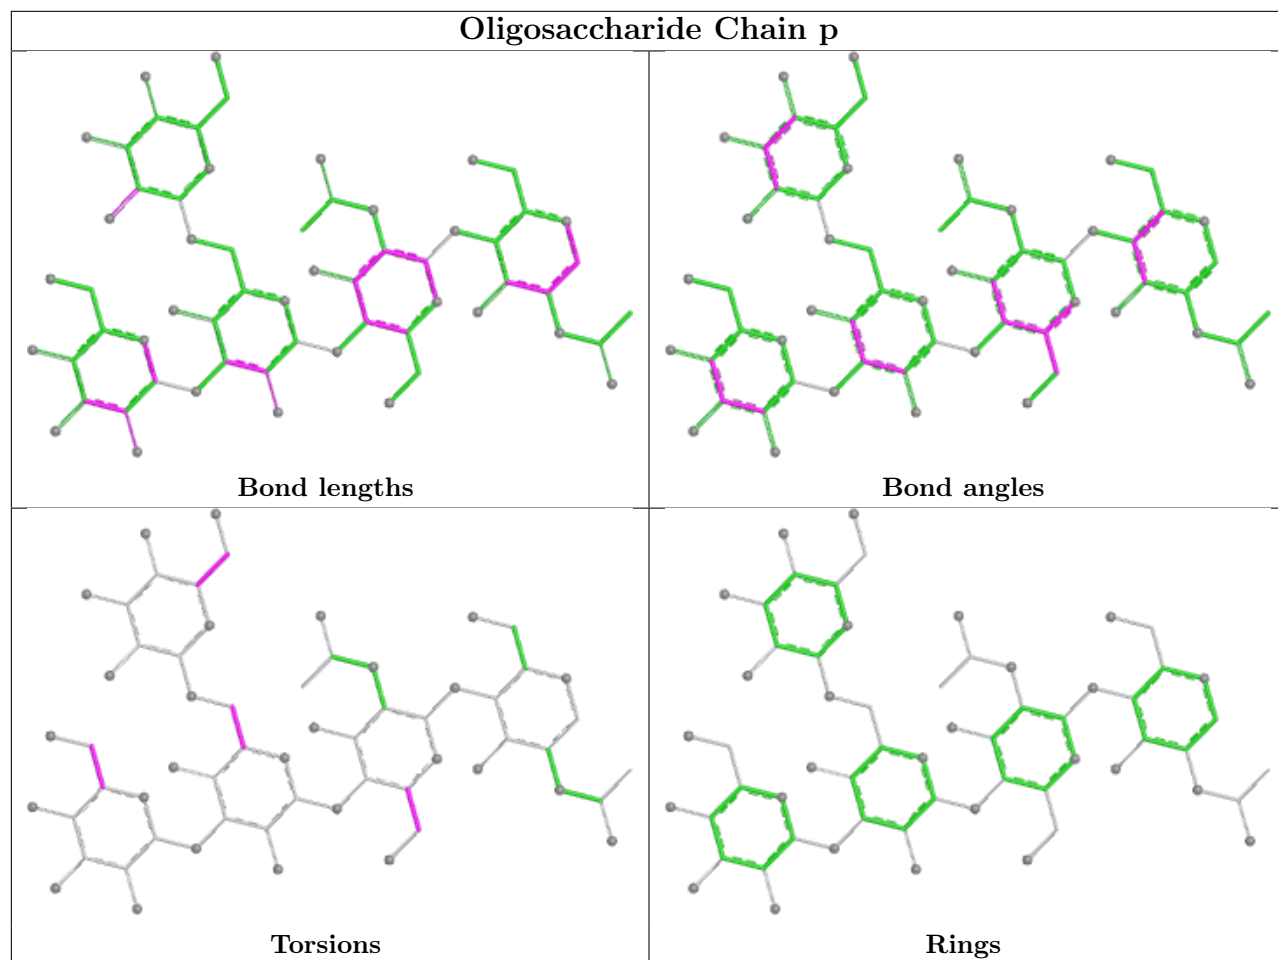 Oligosaccharide Chain p
Bond lengths
Bond angles
Torsions
Rings